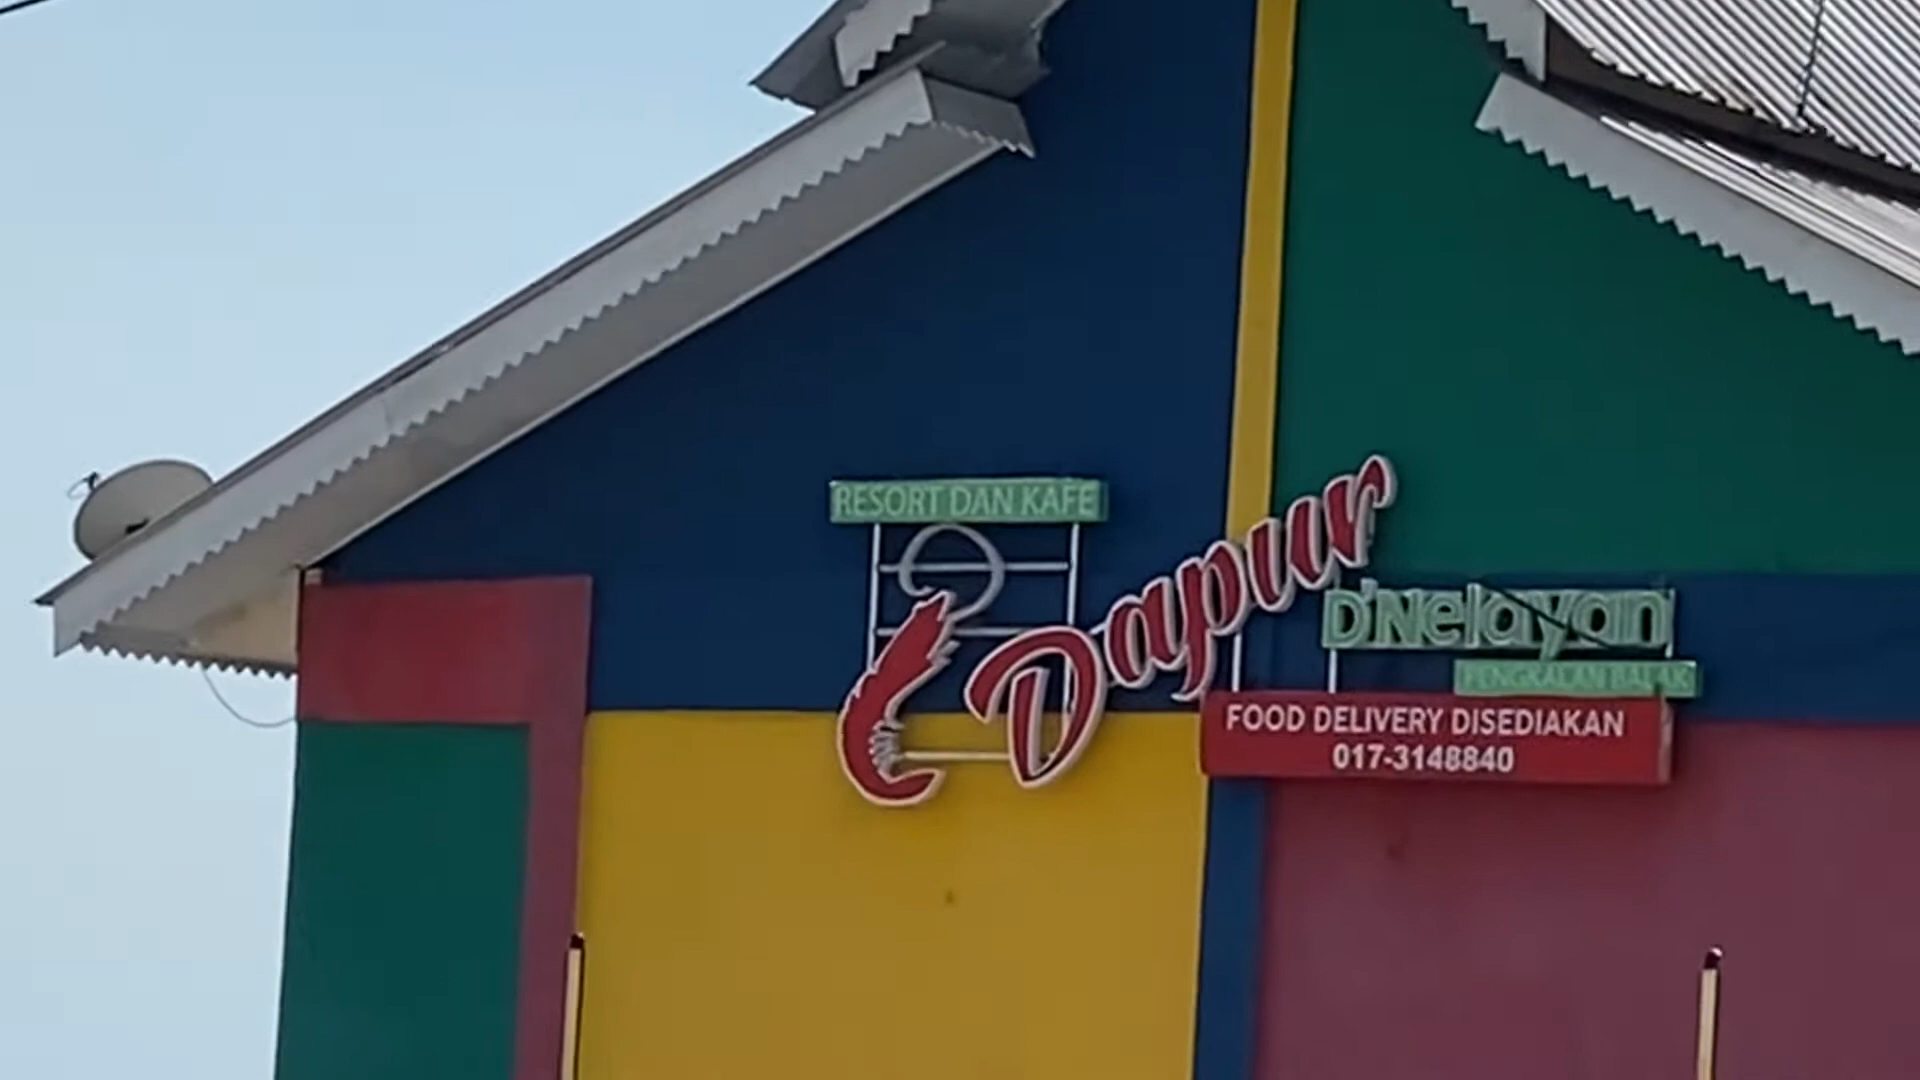 RESORT DAN KAFE
Dapur
D'Nelayan
PENGKALAN BALAK
FOOD DELIVERY DISEDIAKAN
017-3148840